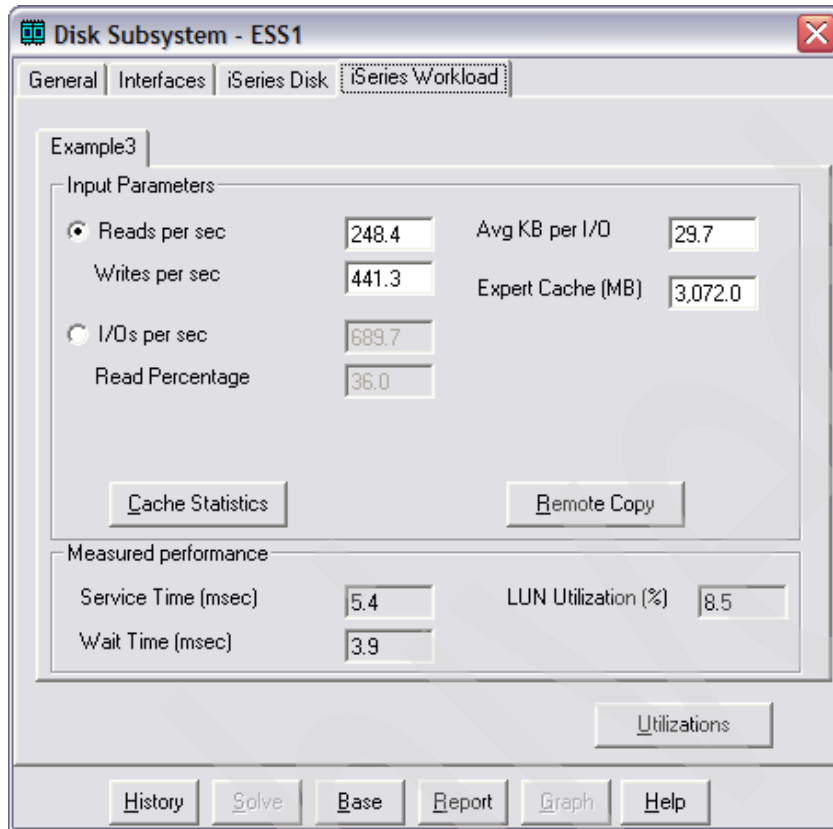 Disk Subsystem - ESS1
General Interfaces iSeries Disk iSeries Workload
Example3
Input Parameters
Reads per sec 248.4 Avg KB per I/O 29.7
Writes per sec 441.3 Expert Cache (MB) 3,072.0
I/Os per sec 689.7
Read Percentage 36.0
Cache Statistics Remote Copy
Measured performance
Service Time (msec) 5.4 LUN Utilization (%) 8.5
Wait Time (msec) 3.9
Utilizations
History Solve Base Report Graph Help